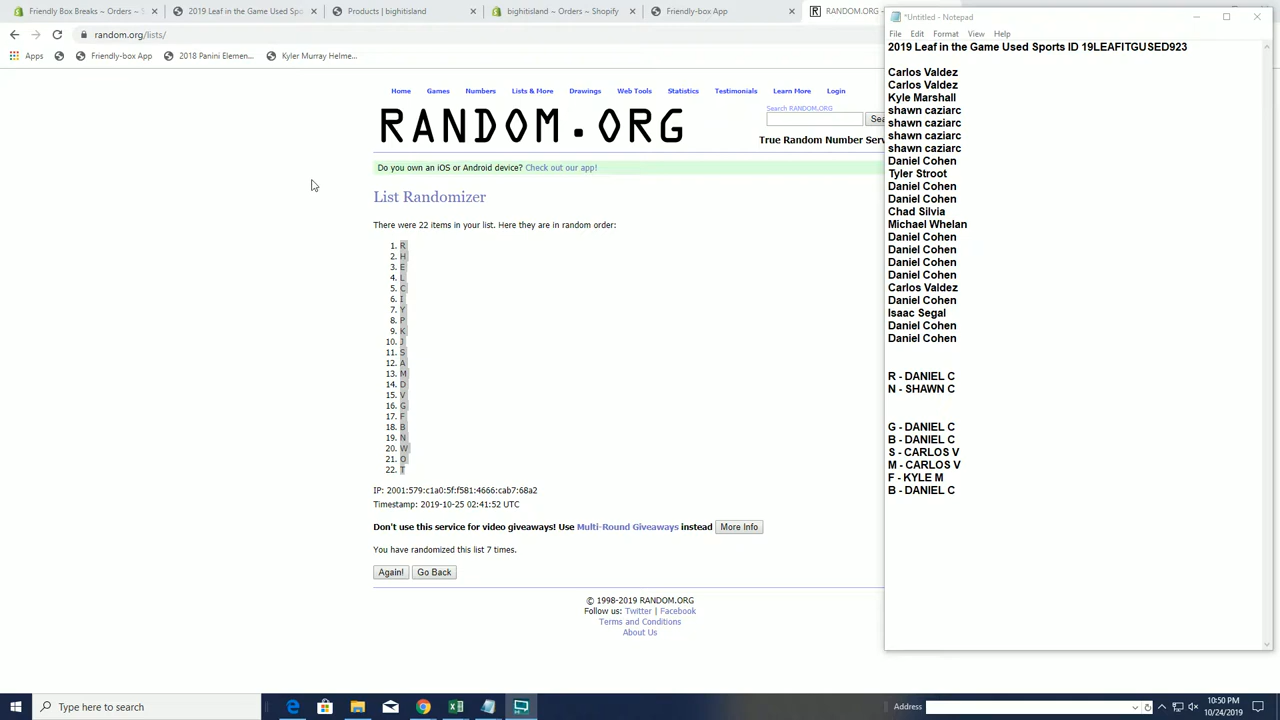 Friendly Box Breaks ~ Orders ~ S
2019 Leaf in the Game Used Spo
Products | bighitisland
bighitisland ~ Orders ~ Shopify
Friendly-box App
RANDOM.ORG
random.org/lists/
Apps
Friendly-box App
2018 Panini Elemen...
Kyler Murray Helme...
Home
Games
Numbers
Lists & More
Drawings
Web Tools
Statistics
Testimonials
Learn More
Login
RANDOM.ORG
Search RANDOM.ORG
Sea
True Random Number Serv
Do you own an iOS or Android device? Check out our app!
List Randomizer
There were 22 items in your list. Here they are in random order:
1. R
2. H
3. E
4. L
5. C
6. I
7. Y
8. P
9. K
10. J
11. S
12. A
13. M
14. D
15. V
16. G
17. F
18. B
19. N
20. W
21. O
22. T
IP: 2001:579:c1a0:5f:f581:4666:cab7:68a2
Timestamp: 2019-10-25 02:41:52 UTC
Don't use this service for video giveaways! Use Multi-Round Giveaways instead
More Info
You have randomized this list 7 times.
Again!
Go Back
© 1998-2019 RANDOM.ORG
Follow us: Twitter | Facebook
Terms and Conditions
About Us
*Untitled - Notepad
File Edit Format View Help
2019 Leaf in the Game Used Sports ID 19LEAFITGUSED923
Carlos Valdez
Carlos Valdez
Kyle Marshall
shawn caziarc
shawn caziarc
shawn caziarc
shawn caziarc
Daniel Cohen
Tyler Stroot
Daniel Cohen
Daniel Cohen
Chad Silvia
Michael Whelan
Daniel Cohen
Daniel Cohen
Daniel Cohen
Daniel Cohen
Carlos Valdez
Daniel Cohen
Isaac Segal
Daniel Cohen
Daniel Cohen
R - DANIEL C
N - SHAWN C
G - DANIEL C
B - DANIEL C
S - CARLOS V
M - CARLOS V
F - KYLE M
B - DANIEL C
Type here to search
Address
10:50 PM
10/24/2019